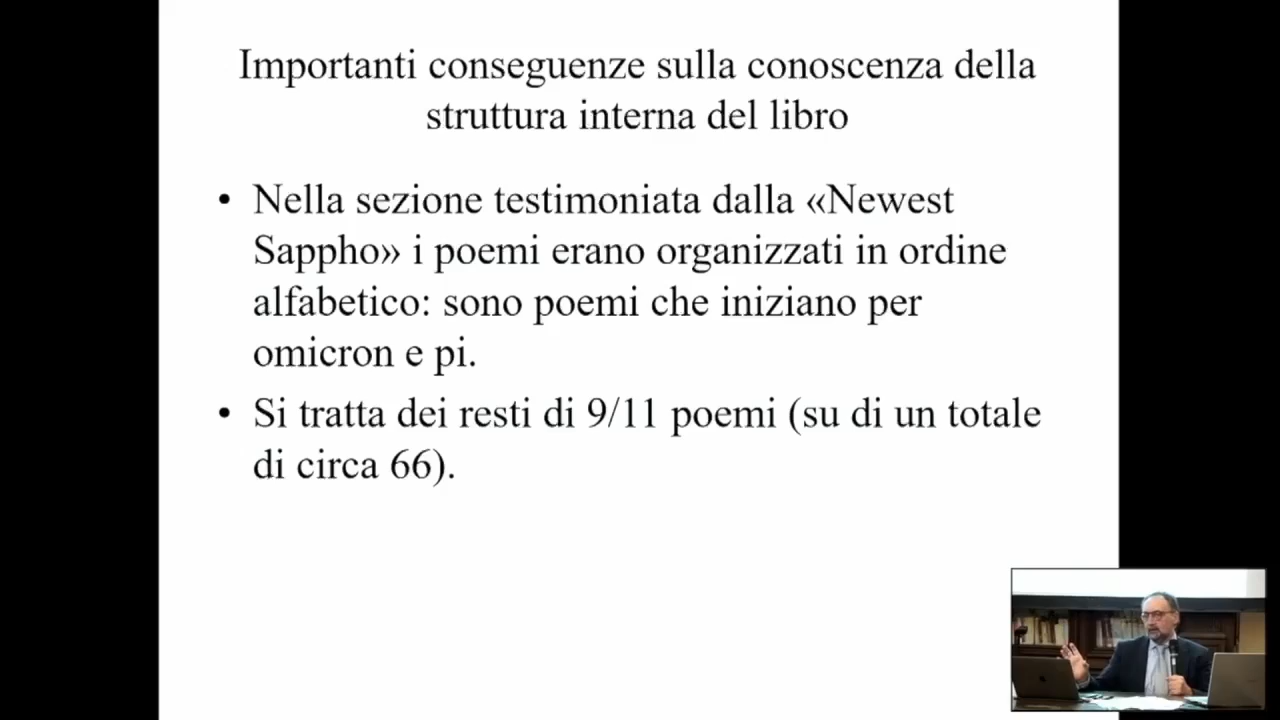 Importanti conseguenze sulla conoscenza della
struttura interna del libro
• Nella sezione testimoniata dalla «Newest
Sappho» i poemi erano organizzati in ordine
alfabetico: sono poemi che iniziano per
omicron e pi.
• Si tratta dei resti di 9/11 poemi (su di un totale
di circa 66).